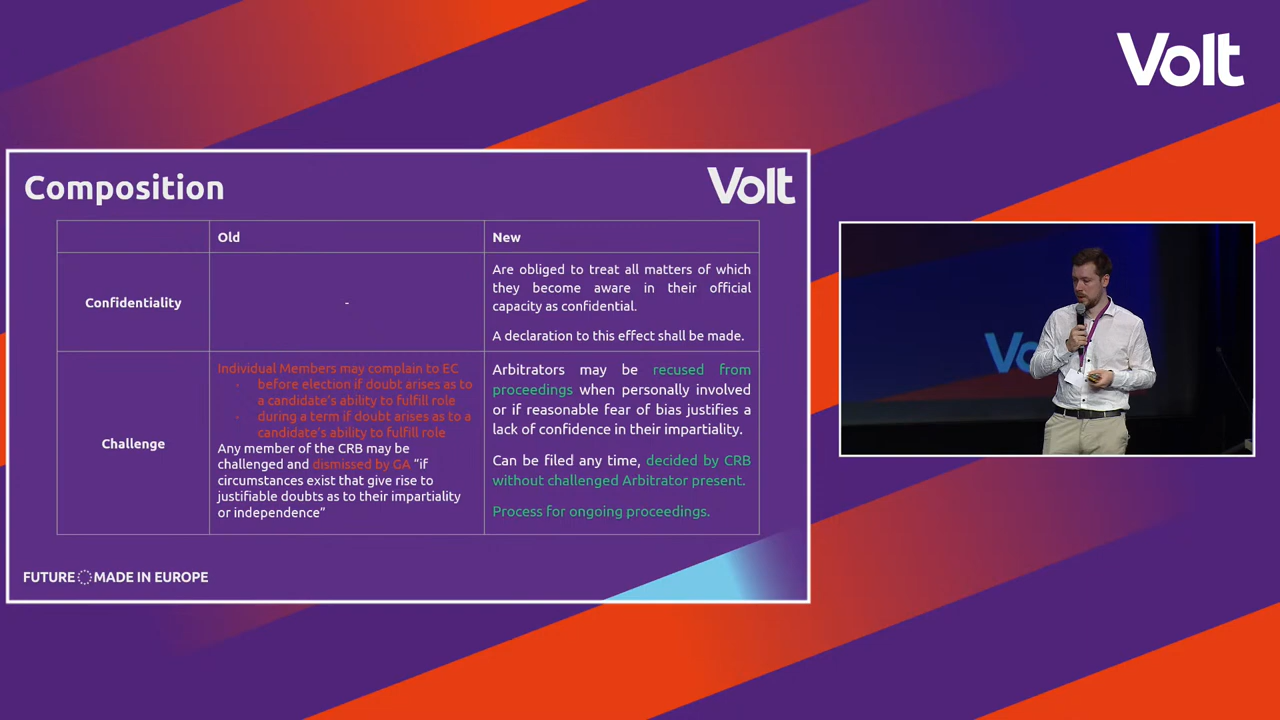 Volt
Composition
Volt
Old
New
Confidentiality
-
Are obliged to treat all matters of which
they become aware in their official
capacity as confidential.
A declaration to this effect shall be made.
Challenge
Individual Members may complain to EC
· before election if doubt arises as to
a candidate's ability to fulfill role
· during a term if doubt arises as to a
candidate's ability to fulfill role
Any member of the CRB may be
challenged and dismissed by GA “if
circumstances exist that give rise to
justifiable doubts as to their impartiality
or independence”
Arbitrators may be recused from
proceedings when personally involved
or if reasonable fear of bias justifies a
lack of confidence in their impartiality.
Can be filed any time, decided by CRB
without challenged Arbitrator present.
Process for ongoing proceedings.
FUTURE MADE IN EUROPE
Vo